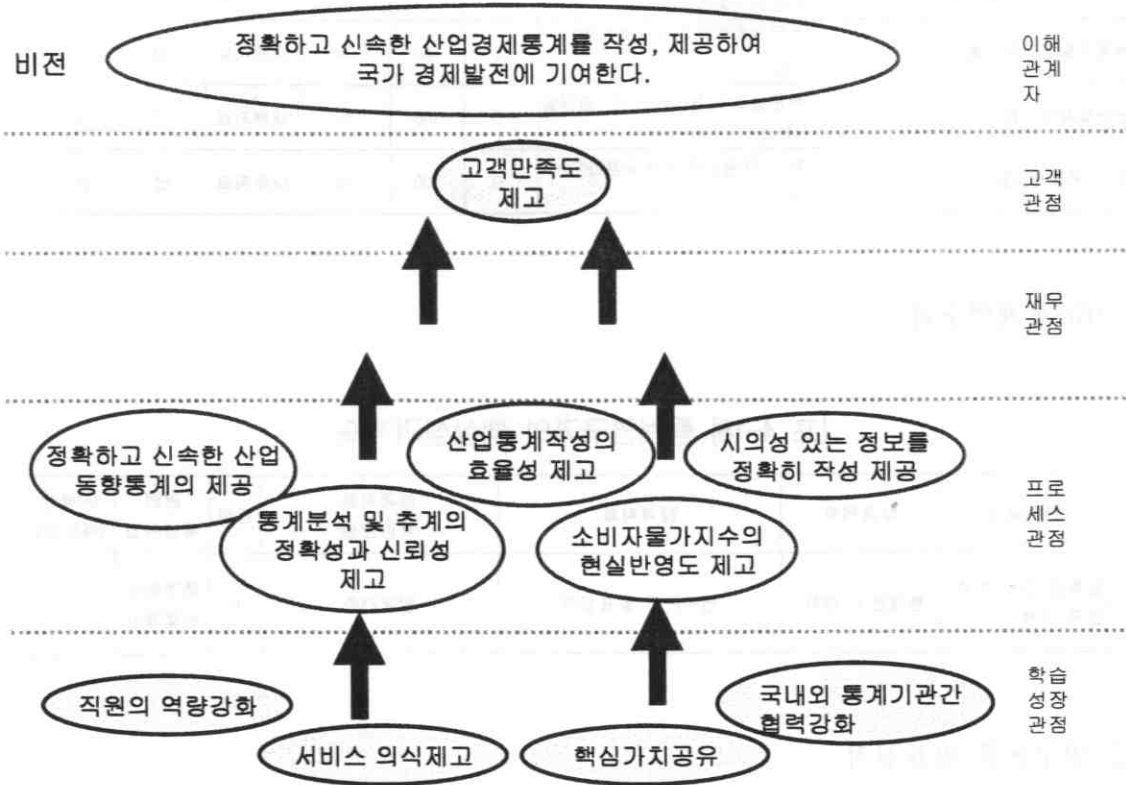 비전
정확하고 신속한 산업경제통계를 작성, 제공하여
국가 경제발전에 기여한다.
이해
관계
자
고객만족도
제고
고객
관점
재무
관점
정확하고 신속한 산업
동향통계의 제공
산업통계작성의
효율성 제고
시의성 있는 정보를
정확히 작성 제공
통계분석 및 추계의
정확성과 신뢰성
제고
소비자물가지수의
현실반영도 제고
프로
세스
관점
직원의 역량강화
서비스 의식제고
핵심가치공유
국내외 통계기관간
협력강화
학습
성장
관점